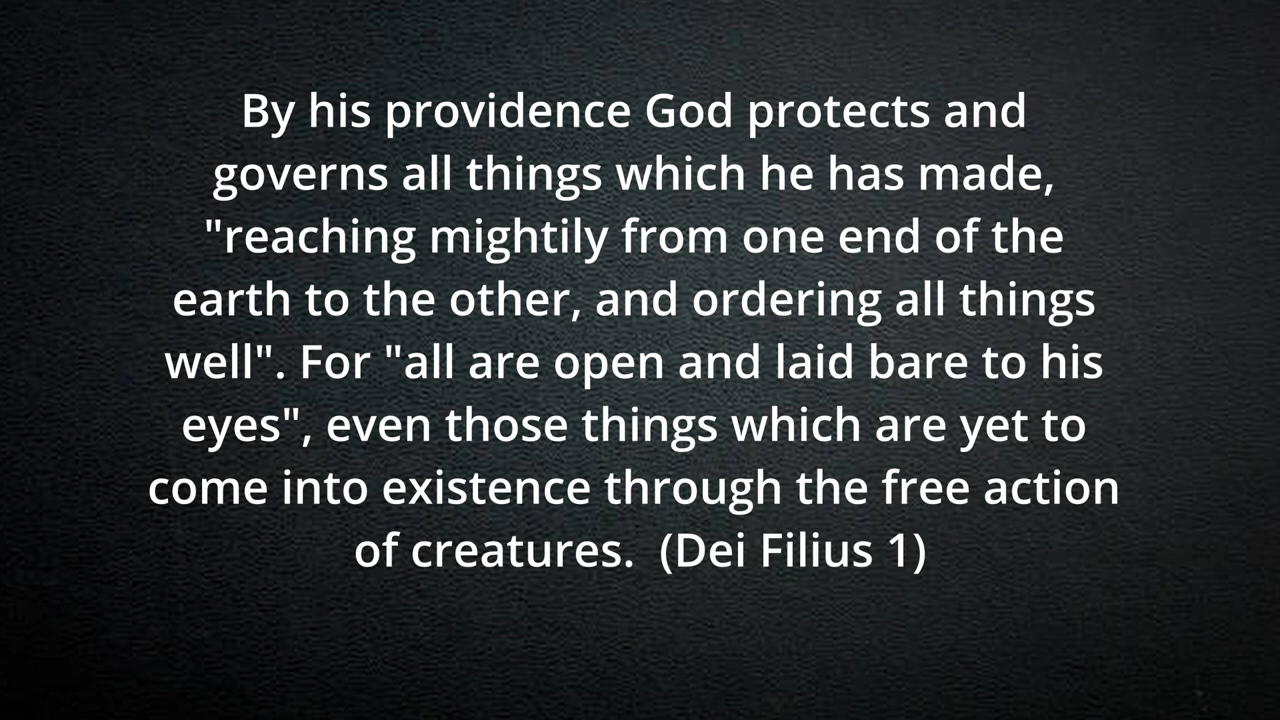 By his providence God protects and
governs all things which he has made,
"reaching mightily from one end of the
earth to the other, and ordering all things
well". For "all are open and laid bare to his
eyes", even those things which are yet to
come into existence through the free action
of creatures.  (Dei Filius 1)